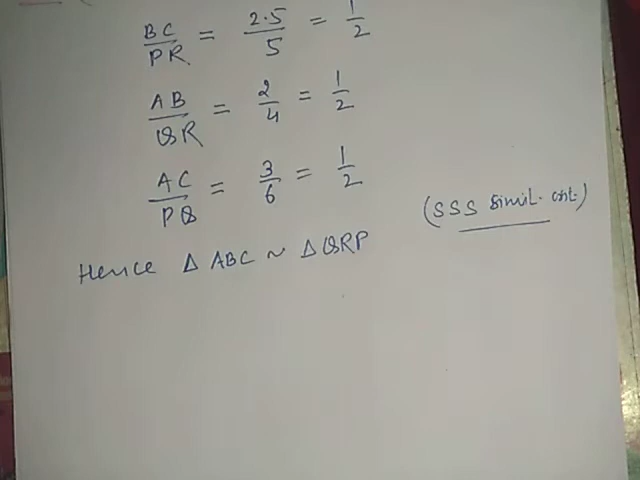 BC/PR = 2.5/5 = 1/2
AB/QR = 2/4 = 1/2
AC/PQ = 3/6 = 1/2
(SSS simil. crit.)
Hence Δ ABC ~ Δ QRP